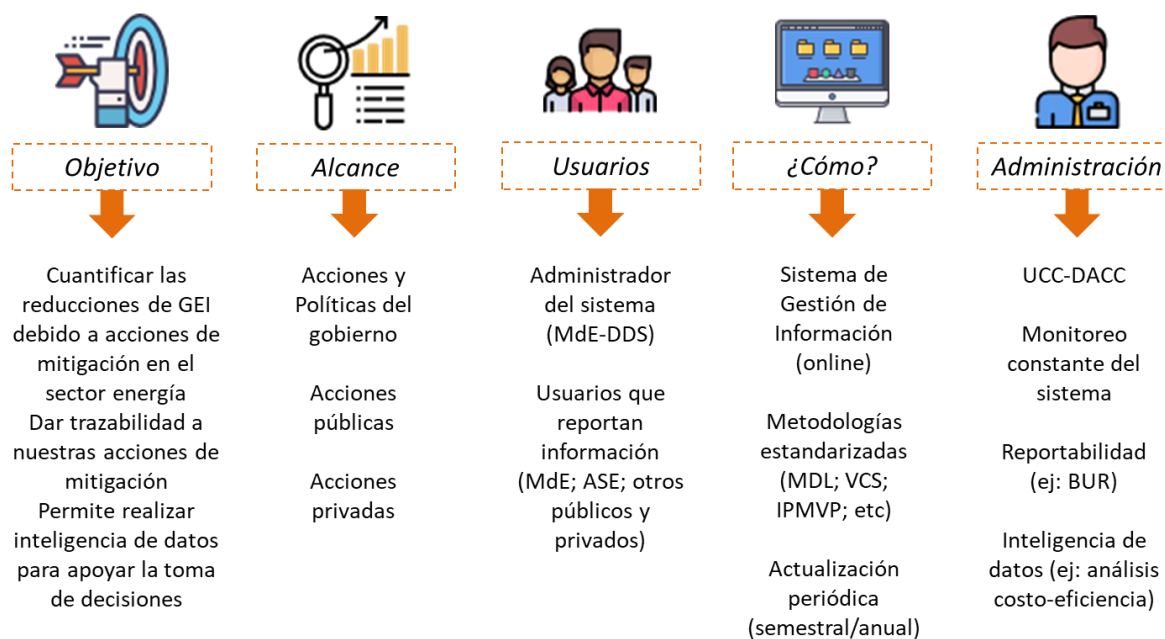 Objetivo
Cuantificar las
reducciones de GEI
debido a acciones de
mitigación en el
sector energía
Dar trazabilidad a
nuestras acciones de
mitigación
Permite realizar
inteligencia de datos
para apoyar la toma
de decisiones
Alcance
Acciones y
Políticas del
gobierno
Acciones
públicas
Acciones
privadas
Usuarios
Administrador
del sistema
(MdE-DDS)
Usuarios que
reportan
información
(MdE; ASE; otros
públicos y
privados)
¿Cómo?
Sistema de
Gestión de
Información
(online)
Metodologías
estandarizadas
(MDL; VCS;
IPMVP; etc)
Actualización
periódica
(semestral/anual)
Administración
UCC-DACC
Monitoreo
constante del
sistema
Reportabilidad
(ej: BUR)
Inteligencia de
datos (ej: análisis
costo-eficiencia)